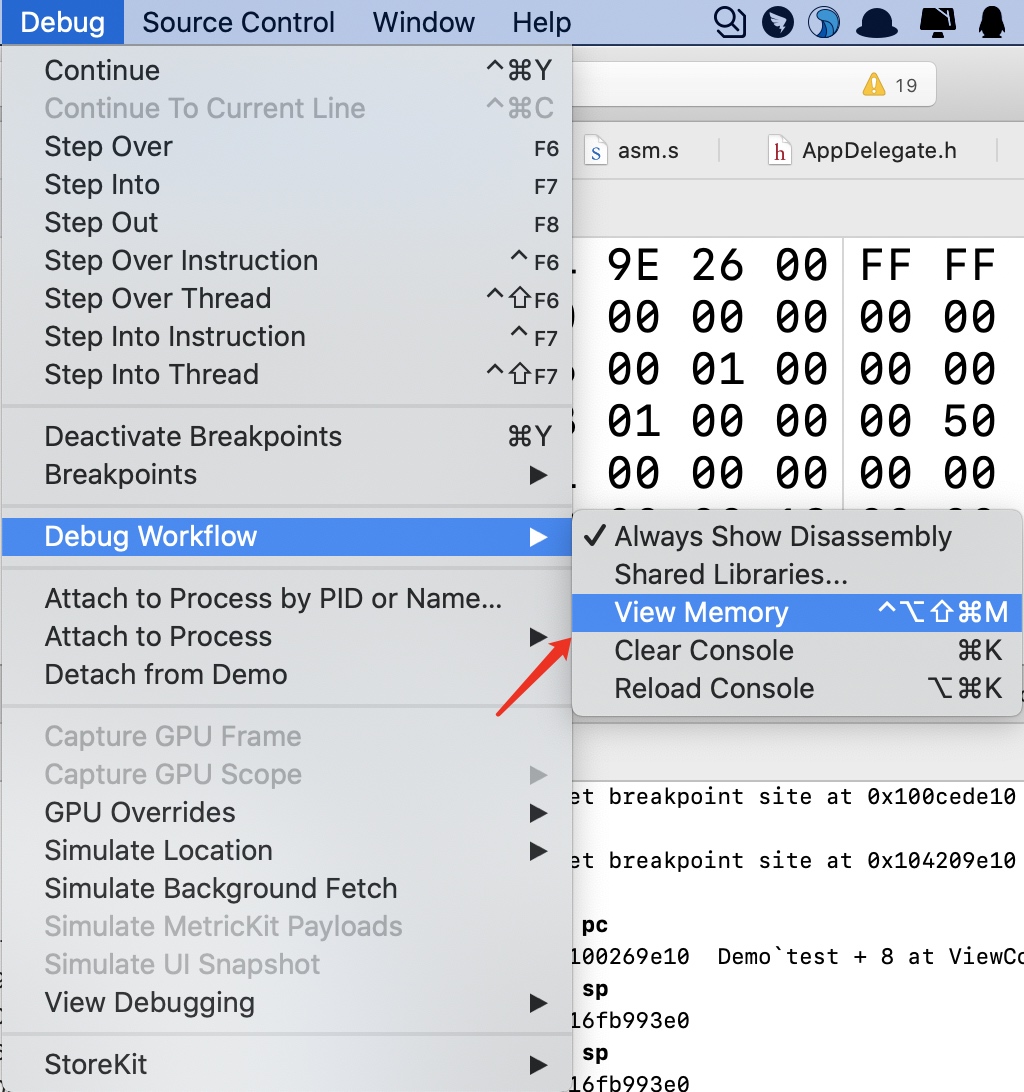 Debug Source Control Window Help
Continue ^⌘Y
19
Continue To Current Line ^⌘C
Step Over F6
asm.s
AppDelegate.h
Step Into F7
Step Out F8
Step Over Instruction ^F6
9E 26 00 FF FF
Step Over Thread ^⇧F6
00 00 00 00 00
Step Into Instruction ^F7
Step Into Thread ^⇧F7
00 01 00 00 00
Deactivate Breakpoints ⌘Y
01 00 00 00 50
Breakpoints ▶
00 00 00 00 00
Debug Workflow ▶
✓ Always Show Disassembly
Shared Libraries...
View Memory ^⌥⇧⌘M
Clear Console ⌘K
Reload Console ⌥⌘K
Attach to Process by PID or Name...
Attach to Process ▶
Detach from Demo
Capture GPU Frame
Capture GPU Scope ▶
GPU Overrides ▶
Simulate Location ▶
Simulate Background Fetch
Simulate MetricKit Payloads
Simulate UI Snapshot
View Debugging ▶
StoreKit ▶
et breakpoint site at 0x100cede10
et breakpoint site at 0x104209e10
pc
100269e10 Demo`test + 8 at ViewCo
sp
16fb993e0
sp
16fb993e0